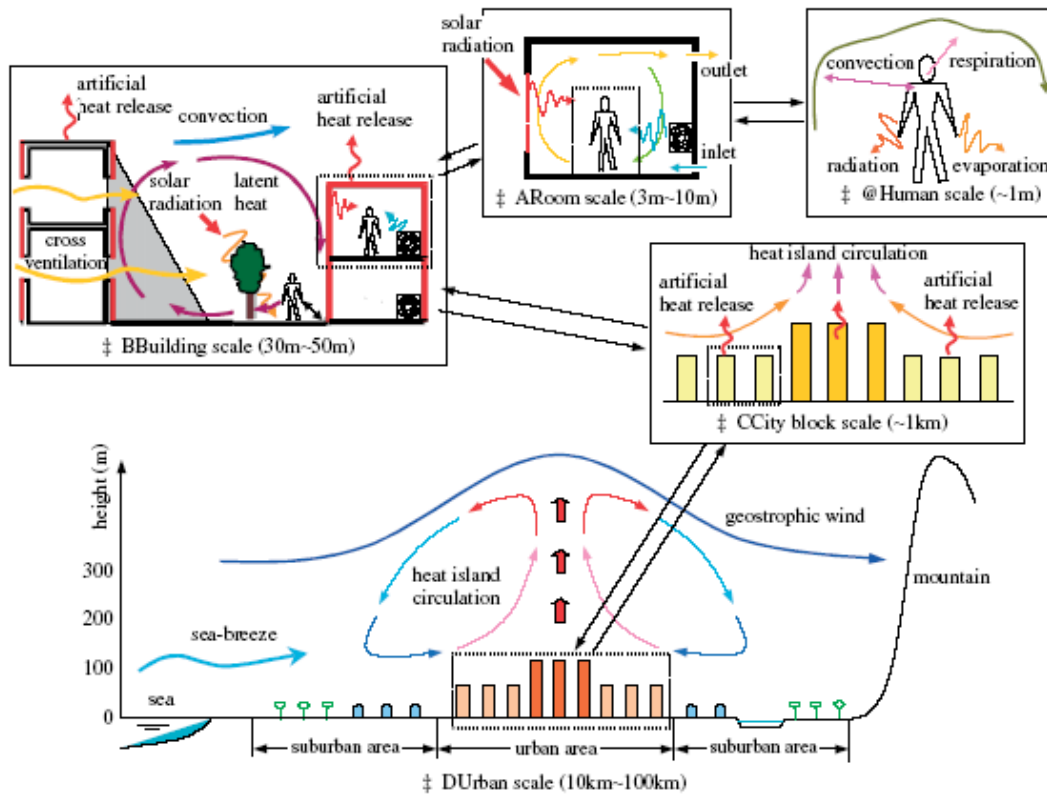 artificial
heat release
convection
artificial
heat release
solar
radiation
latent
heat
cross
ventilation
‡ BBuilding scale (30m~50m)
solar
radiation
outlet
inlet
‡ ARoom scale (3m~10m)
convection
respiration
radiation
evaporation
‡ @Human scale (~1m)
heat island circulation
artificial
heat release
artificial
heat release
‡ CCity block scale (~1km)
height (m)
300
200
100
0
geostrophic wind
heat island
circulation
mountain
sea-breeze
sea
suburban area
urban area
suburban area
‡ DUrban scale (10km~100km)